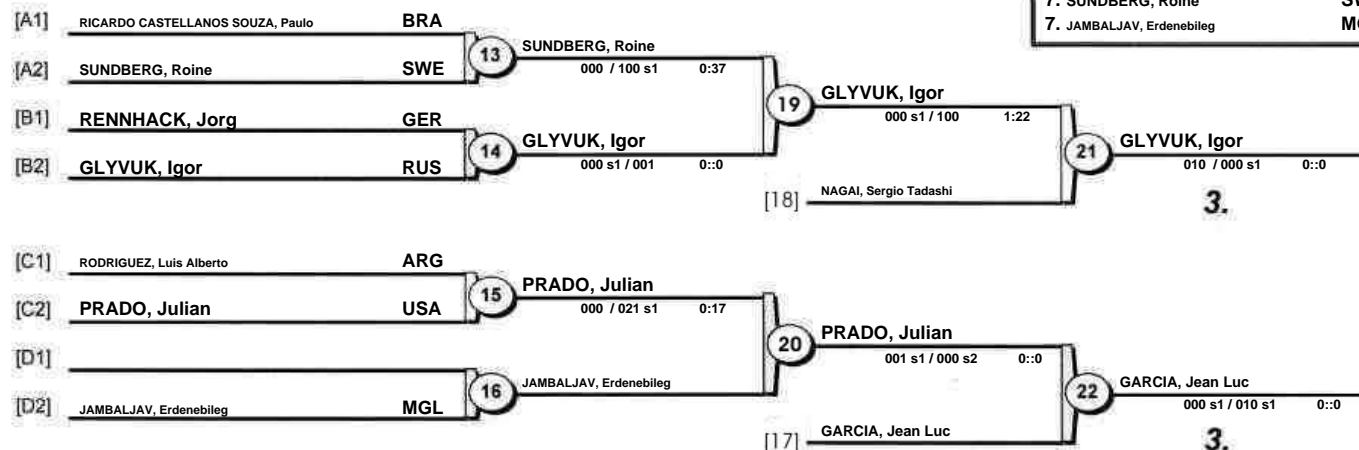 7. SUNDBERG, Roine
7. JAMBALJAV, Erdenebileg
[A1] RICARDO CASTELLANOS SOUZA, Paulo BRA
13 SUNDBERG, Roine
000 / 100 s1 0:37
[A2] SUNDBERG, Roine SWE
19 GLYVUK, Igor
000 s1 / 100 1:22
[B1] RENNHACK, Jorg GER
14 GLYVUK, Igor
000 s1 / 001 0::0
[B2] GLYVUK, Igor RUS
21 GLYVUK, Igor
010 / 000 s1 0::0
[18] NAGAI, Sergio Tadashi
3.
[C1] RODRIGUEZ, Luis Alberto ARG
15 PRADO, Julian
000 / 021 s1 0:17
[C2] PRADO, Julian USA
20 PRADO, Julian
001 s1 / 000 s2 0::0
[D1]
16 JAMBALJAV, Erdenebileg
[D2] JAMBALJAV, Erdenebileg MGL
22 GARCIA, Jean Luc
000 s1 / 010 s1 0::0
[17] GARCIA, Jean Luc
3.